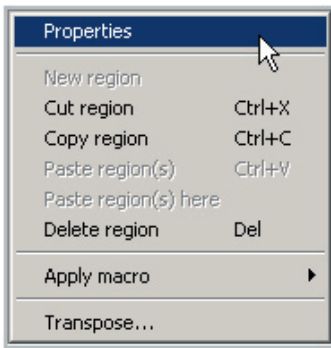 Properties
New region
Cut region Ctrl+X
Copy region Ctrl+C
Paste region(s) Ctrl+V
Paste region(s) here
Delete region Del
Apply macro
Transpose...